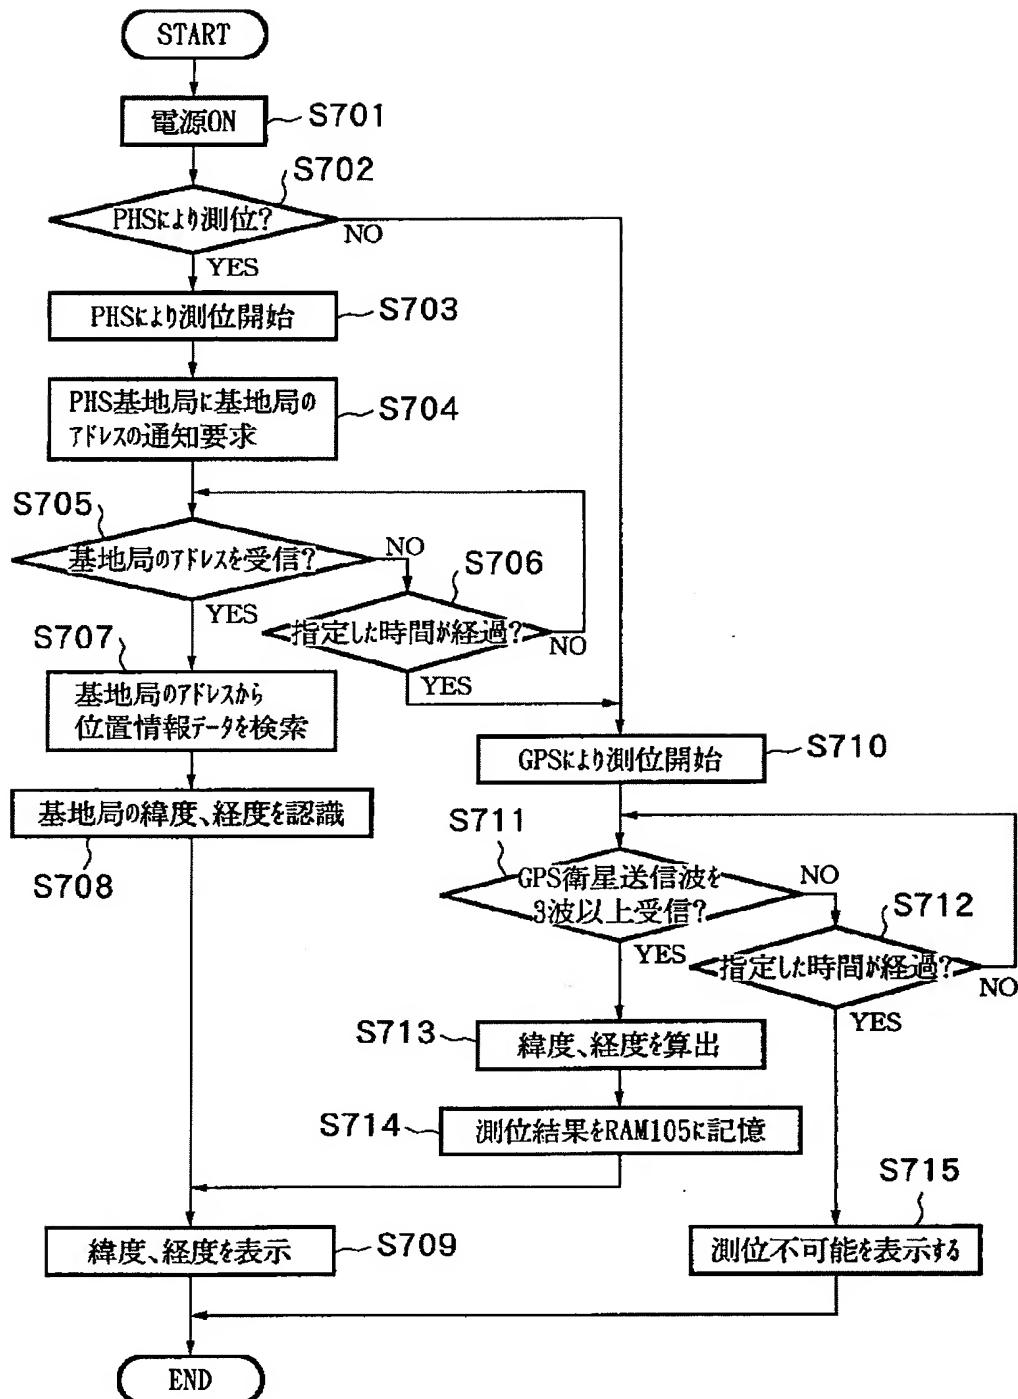 START
電源ON
S701
S702
PHSにより測位?
NO
YES
PHSにより測位開始
S703
PHS基地局に基地局の
アドレスの通知要求
S704
S705
基地局のアドレスを受信?
NO
YES
S706
指定した時間が経過?
NO
YES
S707
基地局のアドレスから
位置情報データを検索
基地局の緯度、経度を認識
S708
GPSにより測位開始
S710
S711
GPS衛星送信波を
3波以上受信?
NO
YES
S712
指定した時間が経過?
NO
YES
S713
緯度、経度を算出
S714
測位結果をRAM105に記憶
S715
緯度、経度を表示
S709
測位不可能を表示する
END